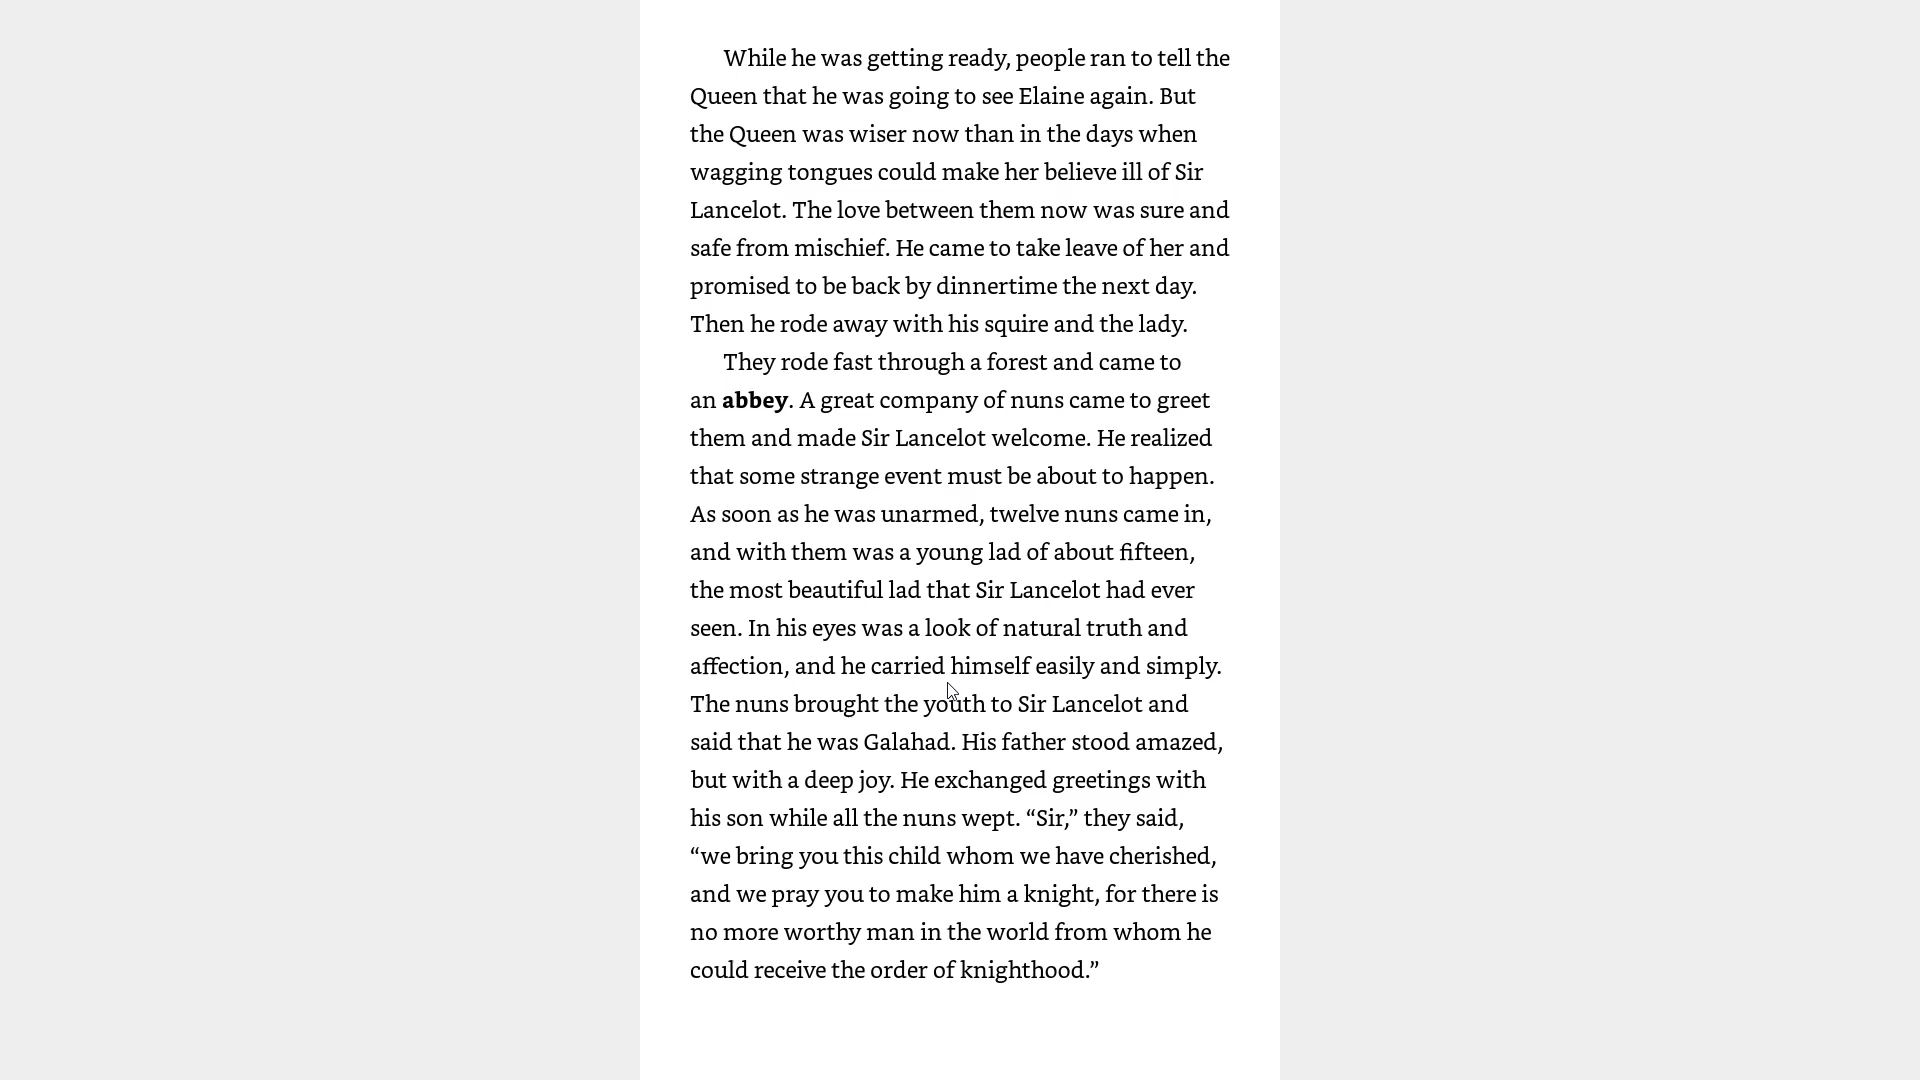 While he was getting ready, people ran to tell the
Queen that he was going to see Elaine again. But
the Queen was wiser now than in the days when
wagging tongues could make her believe ill of Sir
Lancelot. The love between them now was sure and
safe from mischief. He came to take leave of her and
promised to be back by dinnertime the next day.
Then he rode away with his squire and the lady.
They rode fast through a forest and came to
an abbey. A great company of nuns came to greet
them and made Sir Lancelot welcome. He realized
that some strange event must be about to happen.
As soon as he was unarmed, twelve nuns came in,
and with them was a young lad of about fifteen,
the most beautiful lad that Sir Lancelot had ever
seen. In his eyes was a look of natural truth and
affection, and he carried himself easily and simply.
The nuns brought the youth to Sir Lancelot and
said that he was Galahad. His father stood amazed,
but with a deep joy. He exchanged greetings with
his son while all the nuns wept. “Sir,” they said,
“we bring you this child whom we have cherished,
and we pray you to make him a knight, for there is
no more worthy man in the world from whom he
could receive the order of knighthood.”